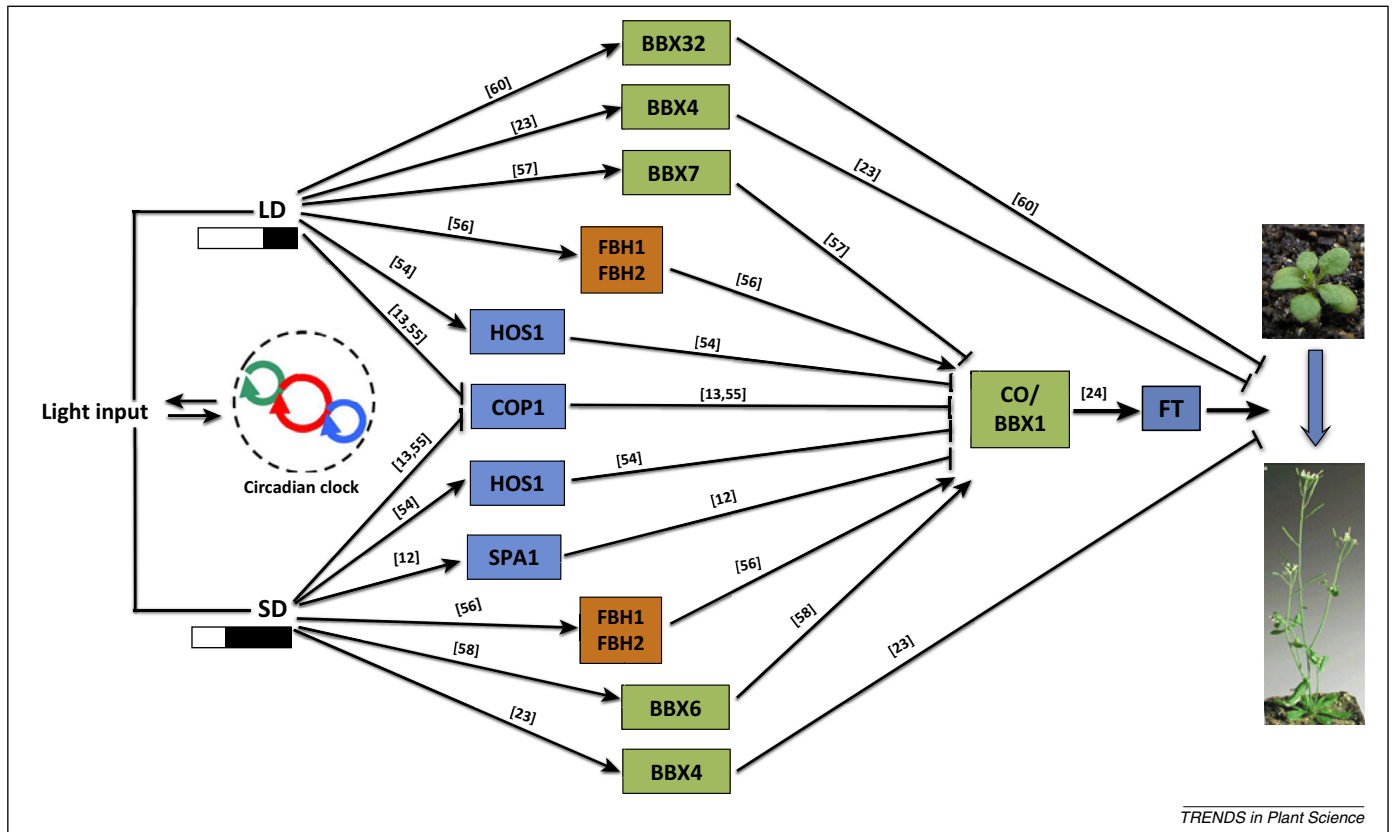 BBX32
[60]
BBX4
[23]
[23]
BBX7
[57]
[60]
LD
[57]
[56]
FBH1
FBH2
[56]
[54]
[13,55]
HOS1
[54]
Light input
COP1
[13,55]
CO/
BBX1
[24]
FT
Circadian clock
[13,55]
HOS1
[54]
[54]
[12]
SPA1
[12]
SD
[56]
FBH1
FBH2
[56]
[58]
BBX6
[58]
[23]
BBX4
[23]
TRENDS in Plant Science